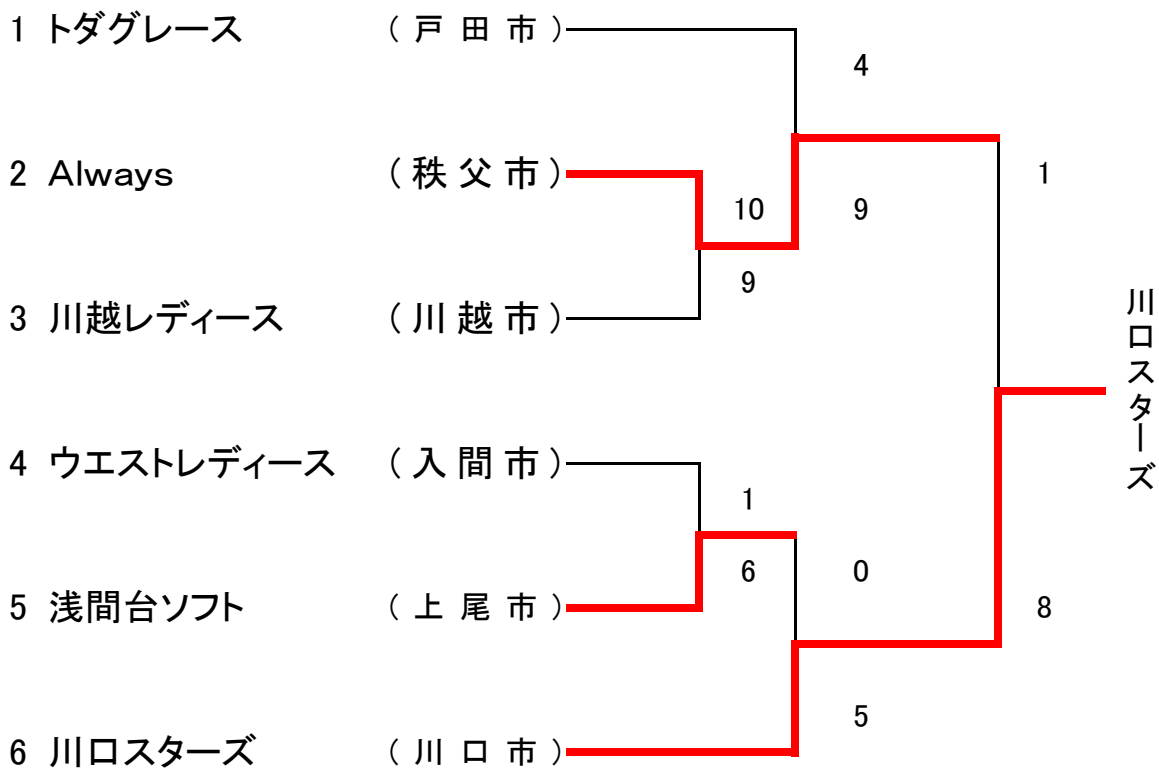 1 トダグレース (戸田市)
4
2 Always (秩父市)
1
10
9
9
3 川越レディース (川越市)
川口スターズ
4 ウエストレディース (入間市)
1
6
0
5 浅間台ソフト (上尾市)
8
5
6 川口スターズ (川口市)